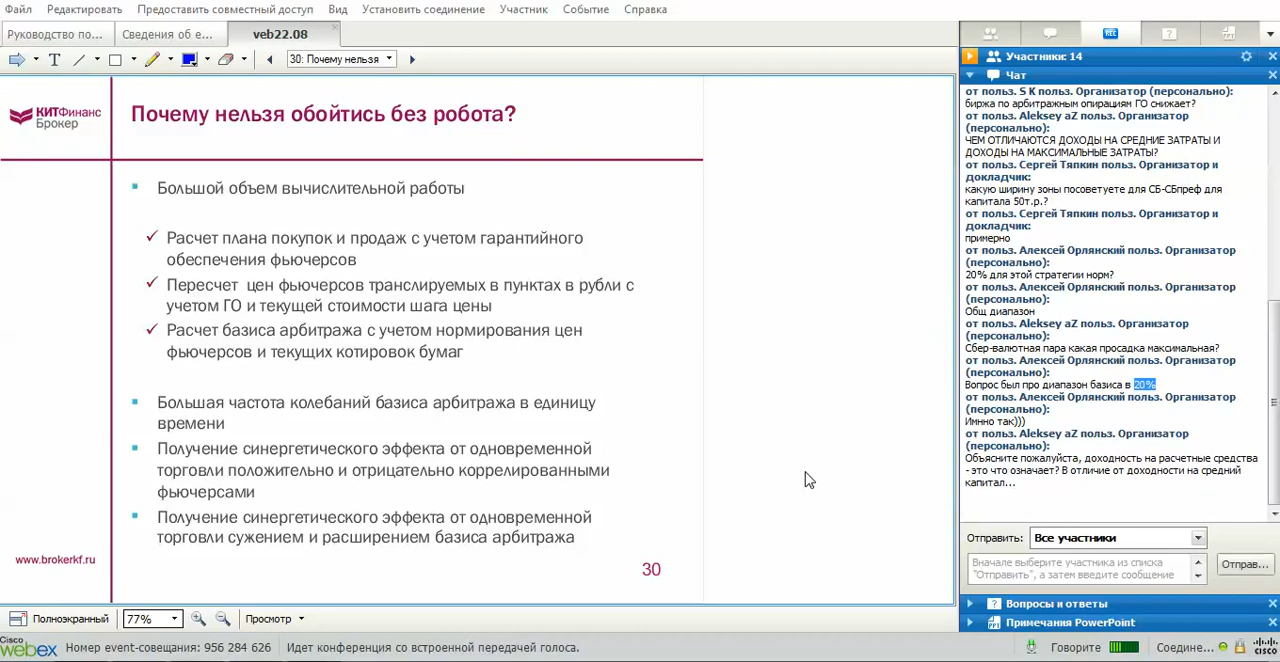 Файл Редактировать Предоставить совместный доступ Вид Установить соединение Участник Событие Справка
Руководство по... Сведения об е... veb22.08
30: Почему нельзя
КИТФинанс
Брокер
Почему нельзя обойтись без робота?
Большой объем вычислительной работы
Расчет плана покупок и продаж с учетом гарантийного
обеспечения фьючерсов
Пересчет цен фьючерсов транслируемых в пунктах в рубли с
учетом ГО и текущей стоимости шага цены
Расчет базиса арбитража с учетом нормирования цен
фьючерсов и текущих котировок бумаг
Большая частота колебаний базиса арбитража в единицу
времени
Получение синергетического эффекта от одновременной
торговли положительно и отрицательно коррелированными
фьючерсами
Получение синергетического эффекта от одновременной
торговли сужением и расширением базиса арбитража
www.brokerkf.ru
30
REC
Участники: 14
Чат
от польз. S K польз. Организатор (персонально):
биржа по арбитражным опирациям ГО снижает?
от польз. Aleksey aZ польз. Организатор
(персонально):
ЧЕМ ОТЛИЧАЮТСЯ ДОХОДЫ НА СРЕДНИЕ ЗАТРАТЫ И
ДОХОДЫ НА МАКСИМАЛЬНЫЕ ЗАТРАТЫ?
от польз. Сергей Тяпкин польз. Организатор и
докладчик:
какую ширину зоны посоветуете для СБ-СБпреф для
капитала 50т.р.?
от польз. Сергей Тяпкин польз. Организатор и
докладчик:
примерно
от польз. Алексей Орлянский польз. Организатор
(персонально):
20% для этой стратегии норм?
от польз. Алексей Орлянский польз. Организатор
(персонально):
Общ диапазон
от польз. Aleksey aZ польз. Организатор
(персонально):
Сбер-валютная пара какая просадка максимальная?
от польз. Алексей Орлянский польз. Организатор
(персонально):
Вопрос был про диапазон базиса в 20%
от польз. Алексей Орлянский польз. Организатор
(персонально):
Имнно так)))
от польз. Aleksey aZ польз. Организатор
(персонально):
Объясните пожалуйста, доходность на расчетные средства
- это что означает? В отличие от доходности на средний
капитал...
Отправить: Все участники
Вначале выберите участника из списка
"Отправить", а затем введите сообщение
Отправ...
Вопросы и ответы
Примечания PowerPoint
Полноэкранный 77% Просмотр
Cisco
webex
Номер event-совещания: 956 284 626 Идет конференция со встроенной передачей голоса.
Говорите Соедине...
CISCO